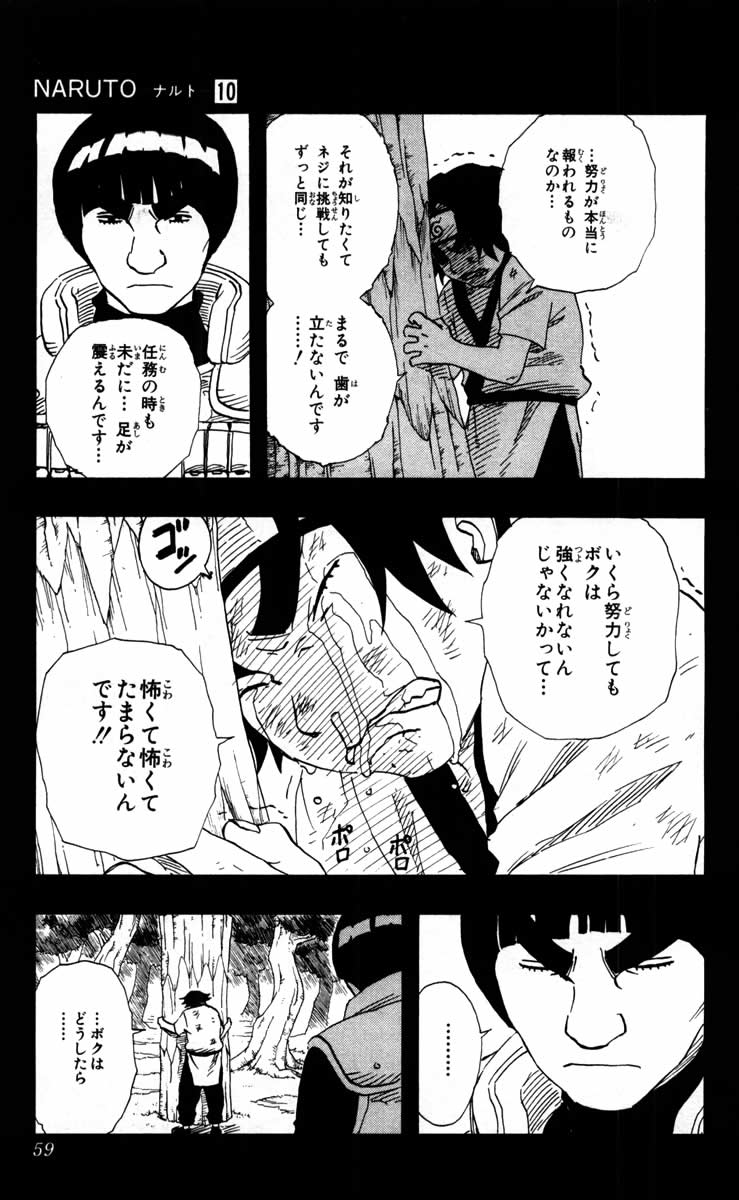 NARUTO ナルト 10
…努力が本当に
報われるもの
なのか…
それが知りたくて
ネジに挑戦しても
ずっと同じ…
まるで 歯が
立たないんです
……！
任務の時も
未だに… 足が
震えるんです…
いくら努力しても
ボクは
強くなれないん
じゃないかって…
ゴッ
怖くて怖くて
たまらないん
です!!
ポロ
ポロ
………
…ボクは
どうしたら
……
59